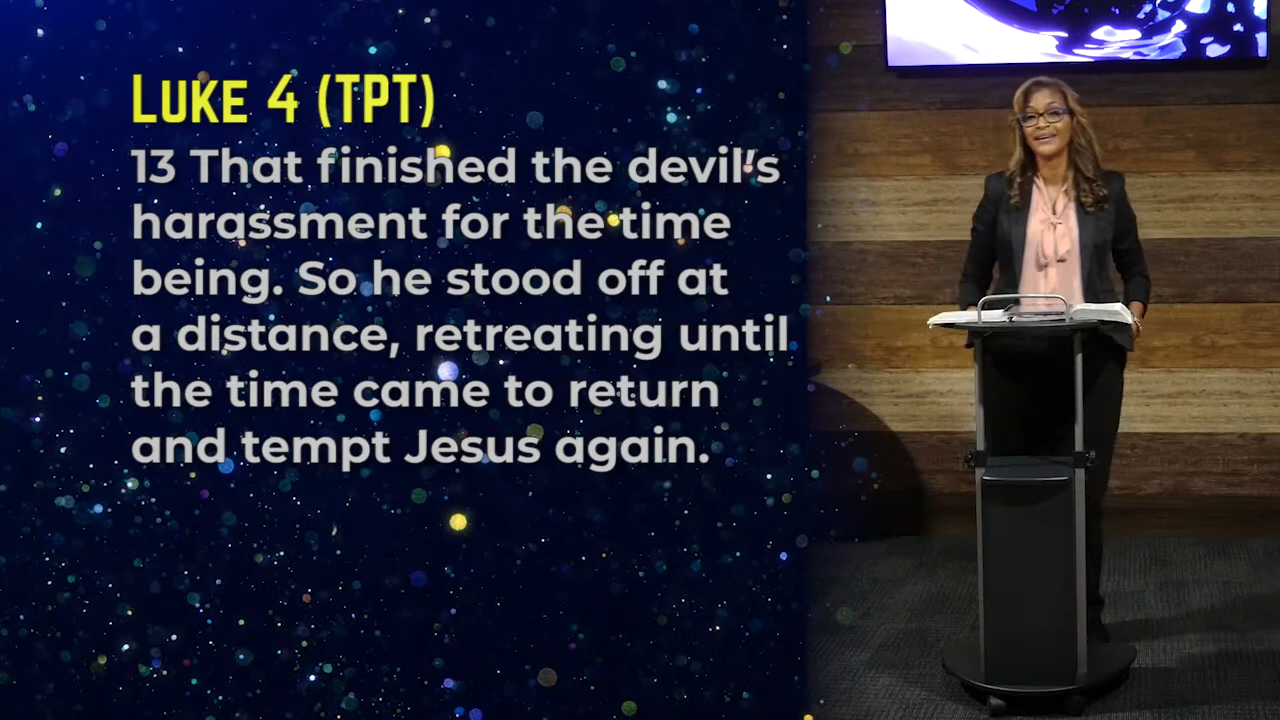 Luke 4 (TPT)
13 That finished the devil's
harassment for the time
being. So he stood off at
a distance, retreating until
the time came to return
and tempt Jesus again.